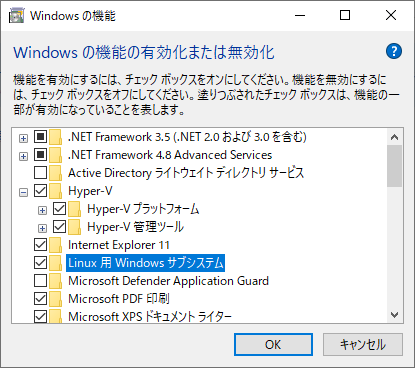 Windows の機能
Windows の機能の有効化または無効化
機能を有効にするには、チェック ボックスをオンにしてください。機能を無効にするに
は、チェック ボックスをオフにしてください。塗りつぶされたチェック ボックスは、機能の一
部が有効になっていることを表します。
.NET Framework 3.5 (.NET 2.0 および 3.0 を含む)
.NET Framework 4.8 Advanced Services
Active Directory ライトウェイト ディレクトリ サービス
Hyper-V
Hyper-V プラットフォーム
Hyper-V 管理ツール
Internet Explorer 11
Linux 用 Windows サブシステム
Microsoft Defender Application Guard
Microsoft PDF 印刷
Microsoft XPS ドキュメント ライター
OK
キャンセル